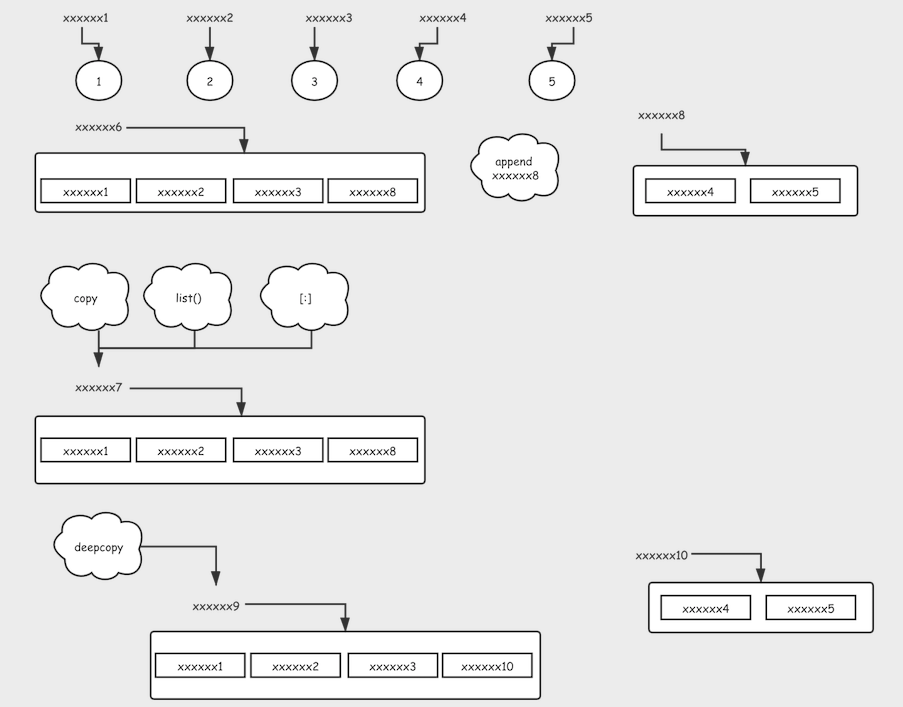 xxxxxx1
xxxxxx2
xxxxxx3
xxxxxx4
xxxxxx5
1
2
3
4
5
xxxxxx6
xxxxxx1
xxxxxx2
xxxxxx3
xxxxxx8
append
xxxxxx8
xxxxxx8
xxxxxx4
xxxxxx5
copy
list()
[:]
xxxxxx7
xxxxxx1
xxxxxx2
xxxxxx3
xxxxxx8
deepcopy
xxxxxx9
xxxxxx1
xxxxxx2
xxxxxx3
xxxxxx10
xxxxxx10
xxxxxx4
xxxxxx5